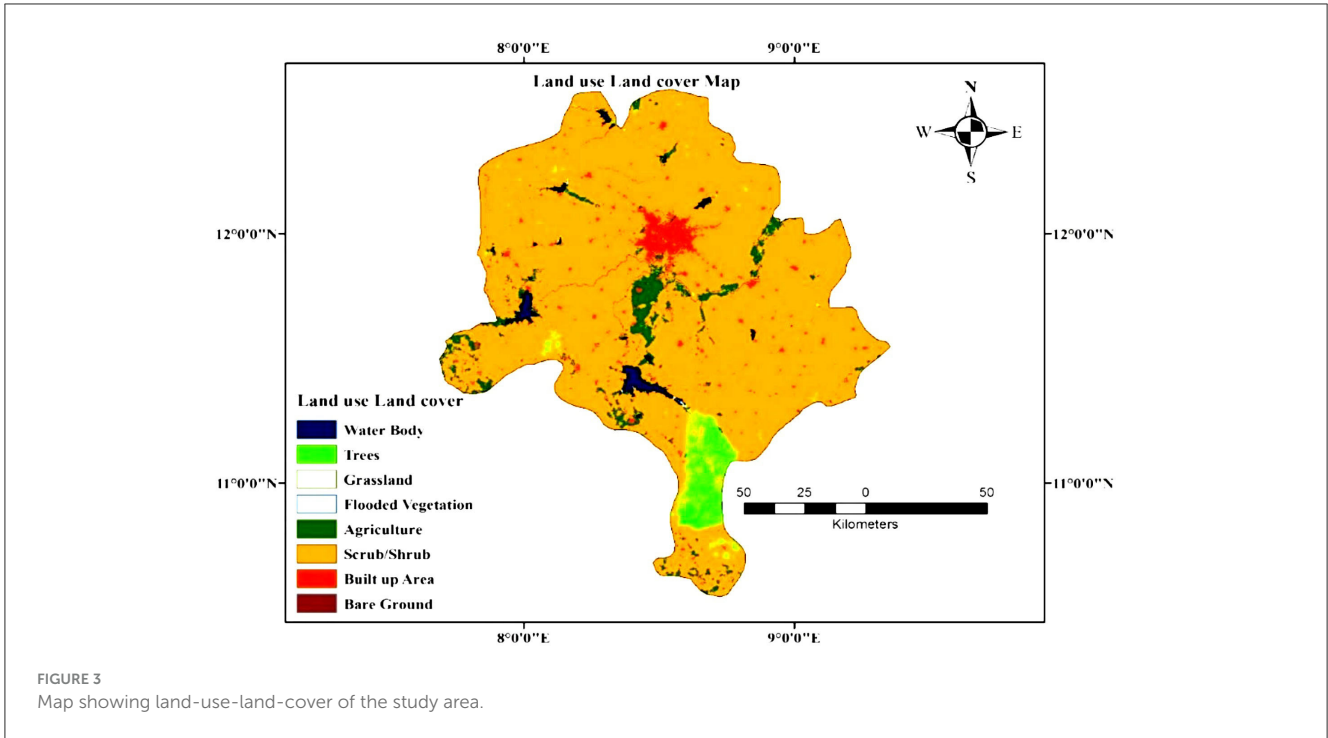 8°0'0"E 9°0'0"E
Land use Land cover Map
N
W E
S
12°0'0"N 12°0'0"N
Land use Land cover
Water Body
Trees
Grassland
Flooded Vegetation
Agriculture
Scrub/Shrub
Built up Area
Bare Ground
11°0'0"N 11°0'0"N
50 25 0 50
Kilometers
8°0'0"E 9°0'0"E
FIGURE 3
Map showing land-use-land-cover of the study area.